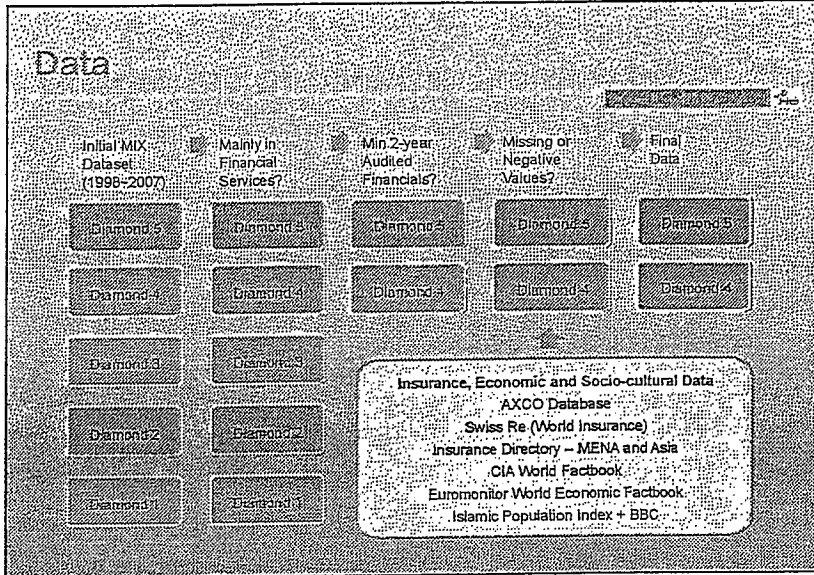 Data
Initial MIX
Dataset
(1998-2007)
Mainly in
Financial
Services?
Min 2-year
Audited
Financials?
Missing or
Negative
Values?
Final
Data
Diamond 5
Diamond 5
Diamond 5
Diamond 5
Diamond 5
Diamond 4
Diamond 4
Diamond 4
Diamond 4
Diamond 4
Diamond 3
Diamond 3
Diamond 2
Diamond 2
Diamond 1
Diamond 1
Insurance, Economic and Socio-cultural Data
AXCO Database
Swiss Re (World Insurance)
Insurance Directory – MENA and Asia
CIA World Factbook
Euromonitor World Economic Factbook
Islamic Population Index + BBC